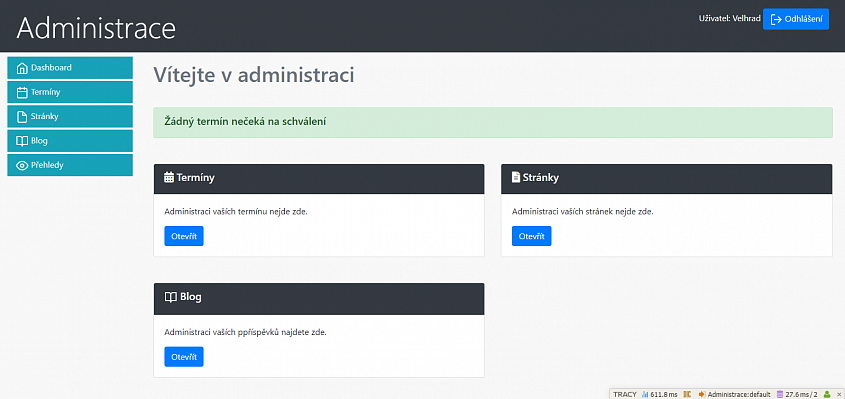 Administrace
Uživatel: Velhrad
Odhlášení
Dashboard
Termíny
Stránky
Blog
Přehledy
Vítejte v administraci
Žádný termín nečeká na schválení
Termíny
Administraci vašich termínu nejde zde.
Otevřít
Stránky
Administraci vašich stránek nejde zde.
Otevřít
Blog
Administraci vašich ppříspěvků najdete zde.
Otevřít
TRACY 611.8 ms Administrace:default 27.6 ms / 2 ×